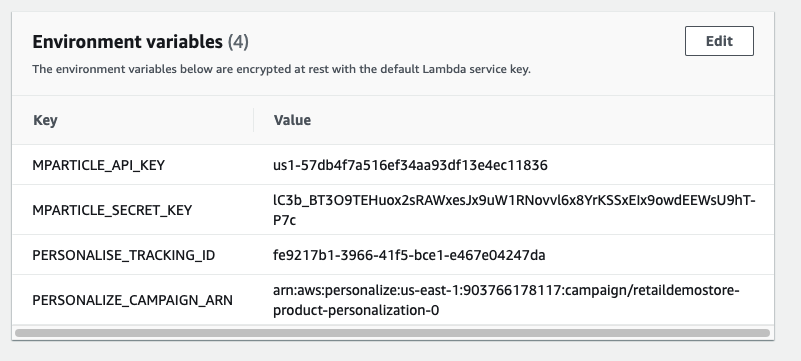 Environment variables (4)
Edit
The environment variables below are encrypted at rest with the default Lambda service key.
Key Value
MPARTICLE_API_KEY us1-57db4f7a516ef34aa93df13e4ec11836
MPARTICLE_SECRET_KEY lC3b_BT3O9TEHuox2sRAWxesJx9uW1RNovvl6x8YrKSSxEIx9owdEEWsU9hT-
P7c
PERSONALISE_TRACKING_ID fe9217b1-3966-41f5-bce1-e467e04247da
PERSONALIZE_CAMPAIGN_ARN arn:aws:personalize:us-east-1:903766178117:campaign/retaildemostore-
product-personalization-0